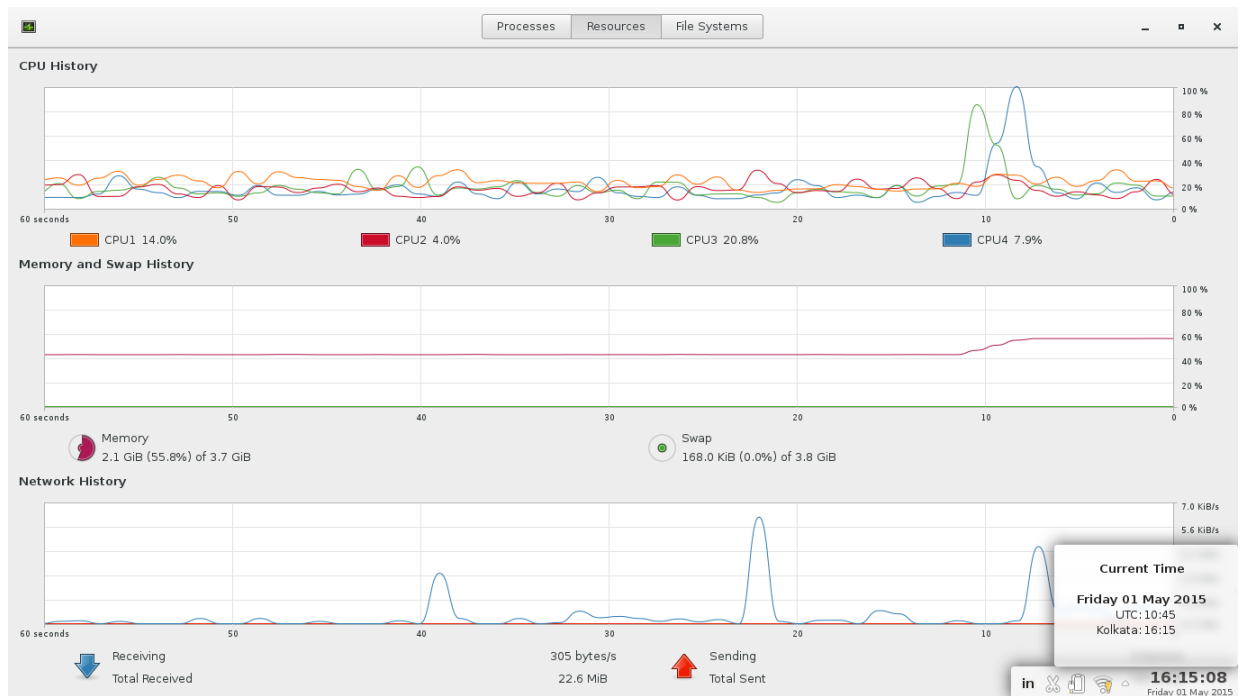 Processes Resources File Systems
CPU History
100 %
80 %
60 %
40 %
20 %
0 %
60 seconds 50 40 30 20 10 0
CPU1 14.0% CPU2 4.0% CPU3 20.8% CPU4 7.9%
Memory and Swap History
100 %
80 %
60 %
40 %
20 %
0 %
60 seconds 50 40 30 20 10 0
Memory
2.1 GiB (55.8%) of 3.7 GiB
Swap
168.0 KiB (0.0%) of 3.8 GiB
Network History
7.0 KiB/s
5.6 KiB/s
60 seconds 50 40 30 20 10
Receiving 305 bytes/s
Total Received 22.6 MiB
Sending
Total Sent
Current Time
Friday 01 May 2015
UTC: 10:45
Kolkata: 16:15
in 16:15:08
Friday 01 May 2015